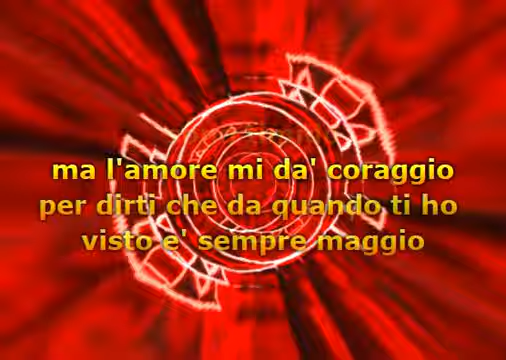 ma l'amore mi da' coraggio
per dirti che da quando ti ho
visto e' sempre maggio